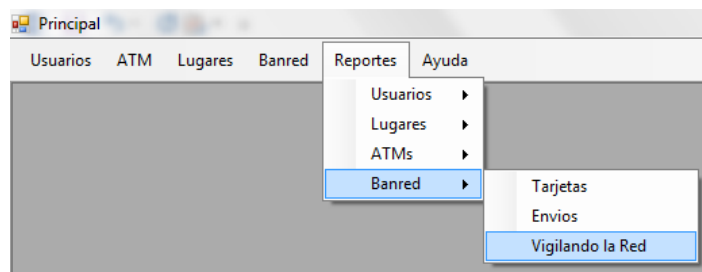 Principal
Usuarios ATM Lugares Banred Reportes Ayuda
Usuarios
Lugares
ATMs
Banred
Tarjetas
Envios
Vigilando la Red